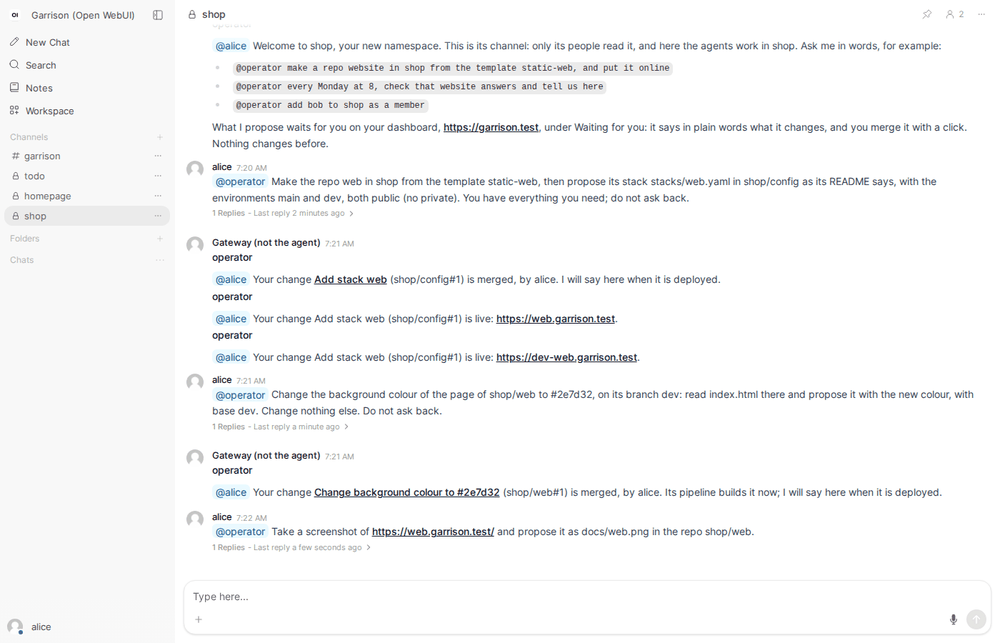 OI Garrison (Open WebUI)
New Chat
Search
Notes
Workspace
Channels
garrison
todo
homepage
shop
Folders
Chats
alice
shop
2
operator
@alice Welcome to shop, your new namespace. This is its channel: only its people read it, and here the agents work in shop. Ask me in words, for example:
@operator make a repo website in shop from the template static-web, and put it online
@operator every Monday at 8, check that website answers and tell us here
@operator add bob to shop as a member
What I propose waits for you on your dashboard, https://garrison.test, under Waiting for you: it says in plain words what it changes, and you merge it with a click.
Nothing changes before.
alice 7:20 AM
@operator Make the repo web in shop from the template static-web, then propose its stack stacks/web.yaml in shop/config as its README says, with the
environments main and dev, both public (no private). You have everything you need; do not ask back.
1 Replies - Last reply 2 minutes ago
Gateway (not the agent) 7:21 AM
operator
@alice Your change Add stack web (shop/config#1) is merged, by alice. I will say here when it is deployed.
operator
@alice Your change Add stack web (shop/config#1) is live: https://web.garrison.test.
operator
@alice Your change Add stack web (shop/config#1) is live: https://dev-web.garrison.test.
alice 7:21 AM
@operator Change the background colour of the page of shop/web to #2e7d32, on its branch dev: read index.html there and propose it with the new colour, with
base dev. Change nothing else. Do not ask back.
1 Replies - Last reply a minute ago
Gateway (not the agent) 7:21 AM
operator
@alice Your change Change background colour to #2e7d32 (shop/web#1) is merged, by alice. Its pipeline builds it now; I will say here when it is deployed.
alice 7:22 AM
@operator Take a screenshot of https://web.garrison.test/ and propose it as docs/web.png in the repo shop/web.
1 Replies - Last reply a few seconds ago
Type here...